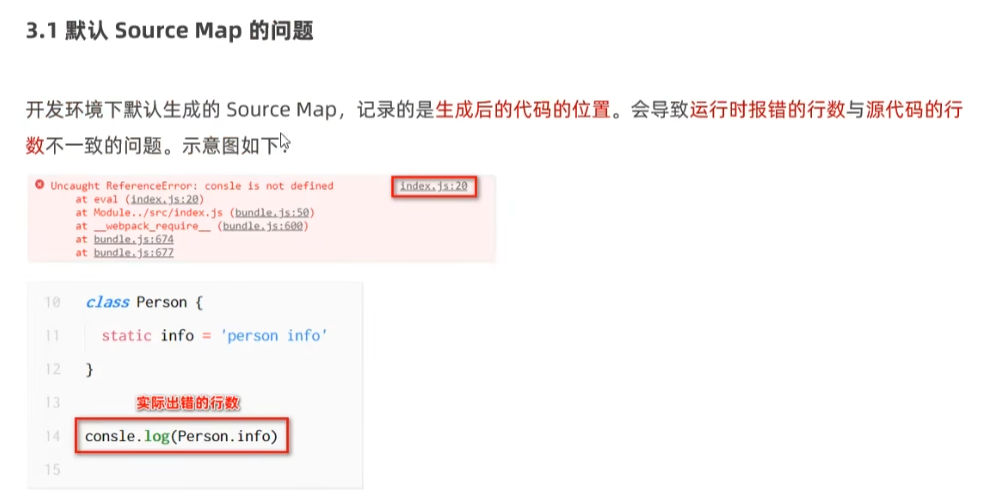 3.1 默认 Source Map 的问题
开发环境下默认生成的 Source Map，记录的是生成后的代码的位置。会导致运行时报错的行数与源代码的行
数不一致的问题。示意图如下：
Uncaught ReferenceError: consle is not defined index.js:20
at eval (index.js:20)
at Module../src/index.js (bundle.js:50)
at __webpack_require__ (bundle.js:600)
at bundle.js:674
at bundle.js:677
10 class Person {
11 static info = 'person info'
12 }
13 实际出错的行数
14 consle.log(Person.info)
15